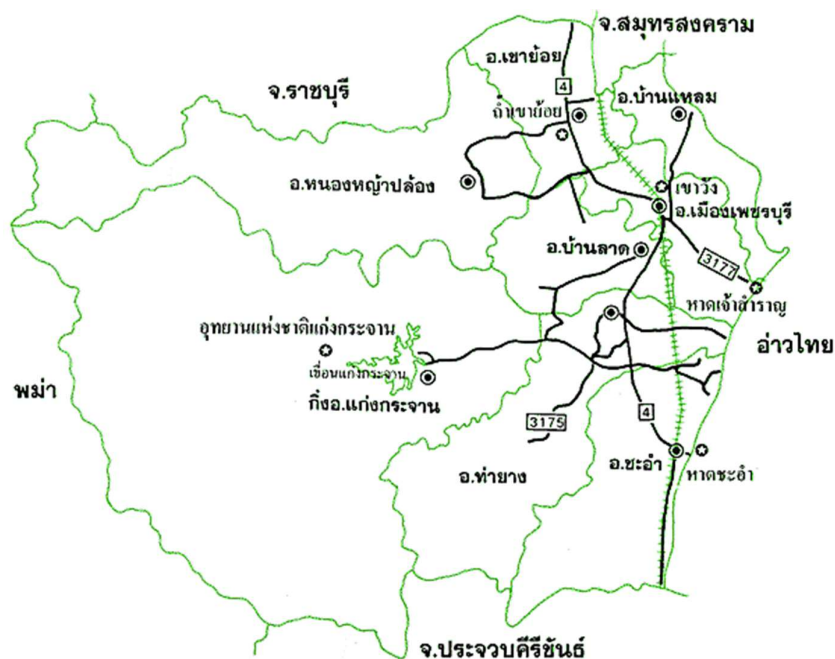 จ.สมุทรสงคราม
อ.เขาย้อย
จ.ราชบุรี
4
อ.บ้านแหลม
ถ้ำเขาย้อย
อ.หนองหญ้าปล้อง
เขาวัง
อ.เมืองเพชรบุรี
อ.บ้านลาด
3177
หาดเจ้าสำราญ
อุทยานแห่งชาติแก่งกระจาน
อ่าวไทย
เขื่อนแก่งกระจาน
พม่า
กิ่งอ.แก่งกระจาน
4
3175
อ.ท่ายาง
อ.ชะอำ
หาดชะอำ
จ.ประจวบคีรีขันธ์